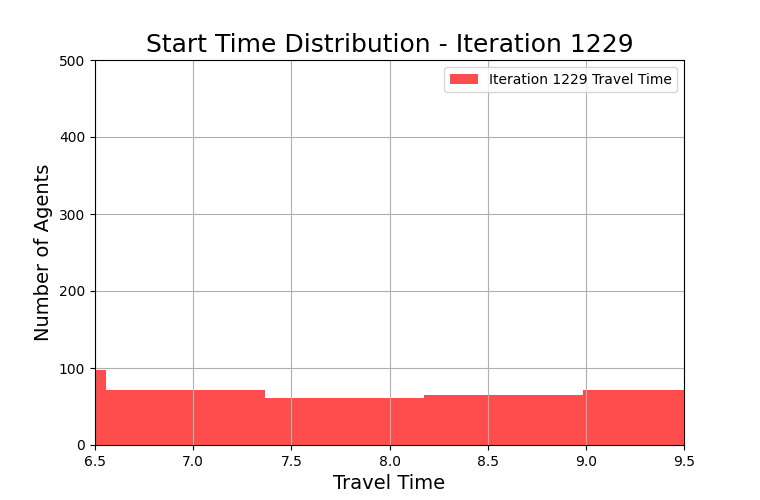 Start Time Distribution - Iteration 1229
Iteration 1229 Travel Time
Number of Agents
500
400
300
200
100
0
6.5 7.0 7.5 8.0 8.5 9.0 9.5
Travel Time